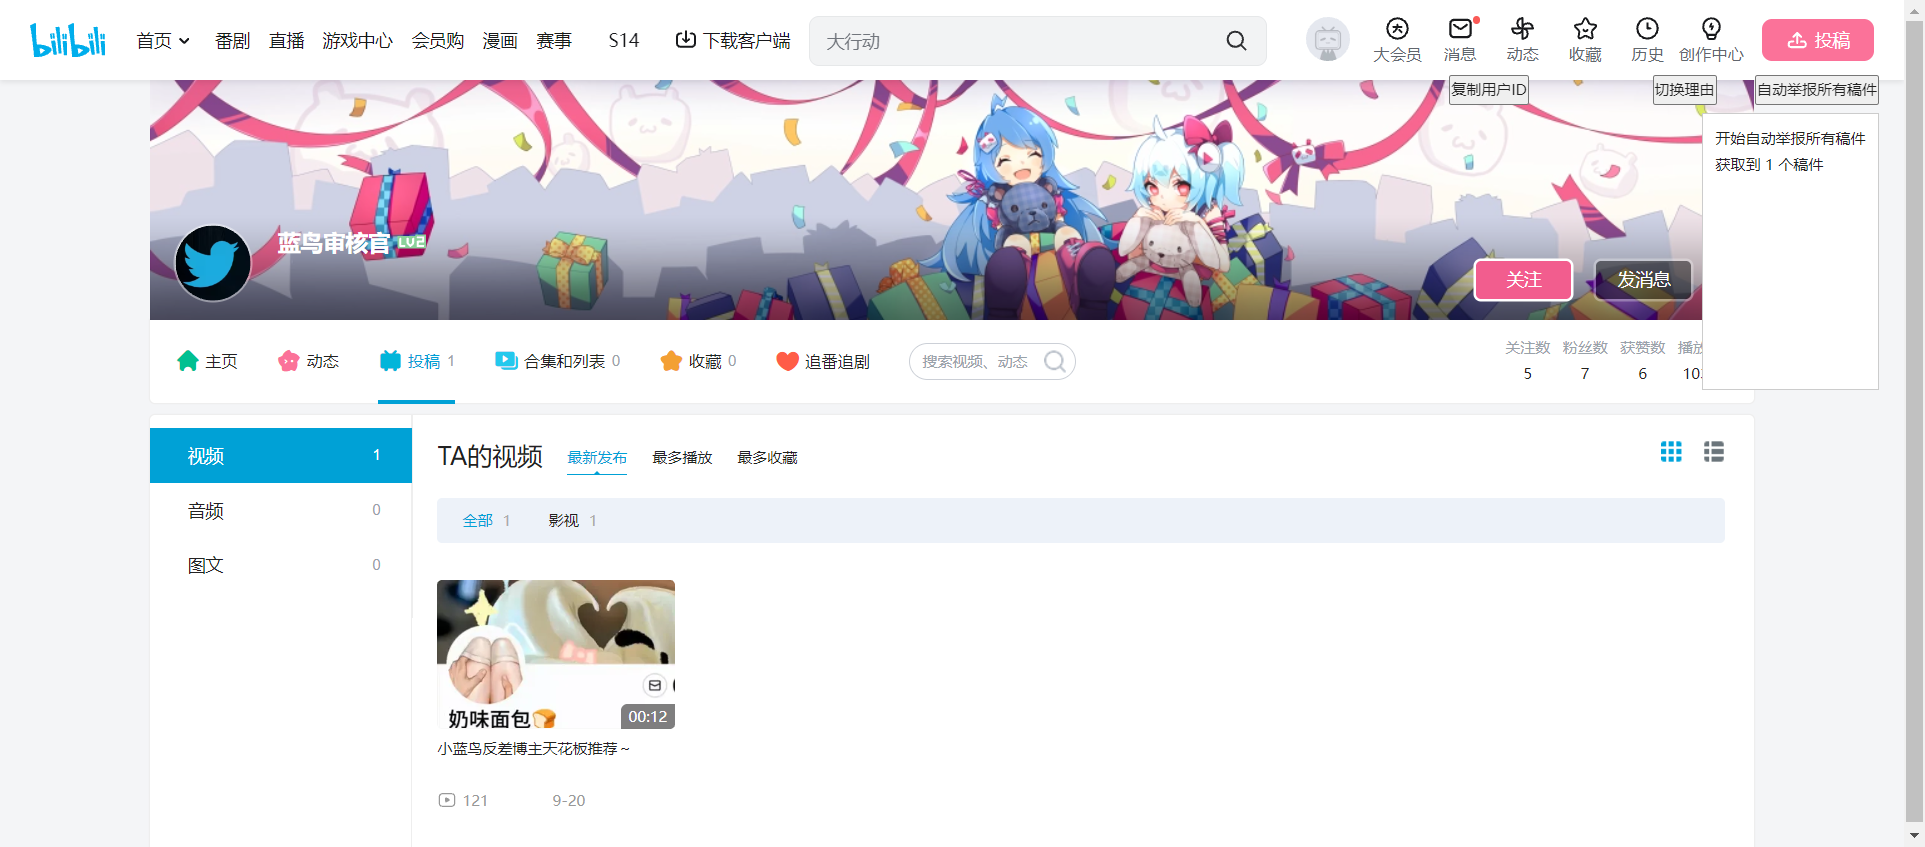 bilibili 首页 番剧 直播 游戏中心 会员购 漫画 赛事 S14 下载客户端 大行动 大会员 消息 动态 收藏 历史 创作中心 投稿
复制用户ID 切换理由 自动举报所有稿件
开始自动举报所有稿件
获取到 1 个稿件
蓝鸟审核官 LV2
关注 发消息
主页 动态 投稿 1 合集和列表 0 收藏 0 追番追剧 搜索视频、动态
关注数 粉丝数 获赞数 播放
5 7 6 10
视频 1
音频 0
图文 0
TA的视频 最新发布 最多播放 最多收藏
全部 1 影视 1
奶味面包 00:12
小蓝鸟反差博主天花板推荐～
121 9-20